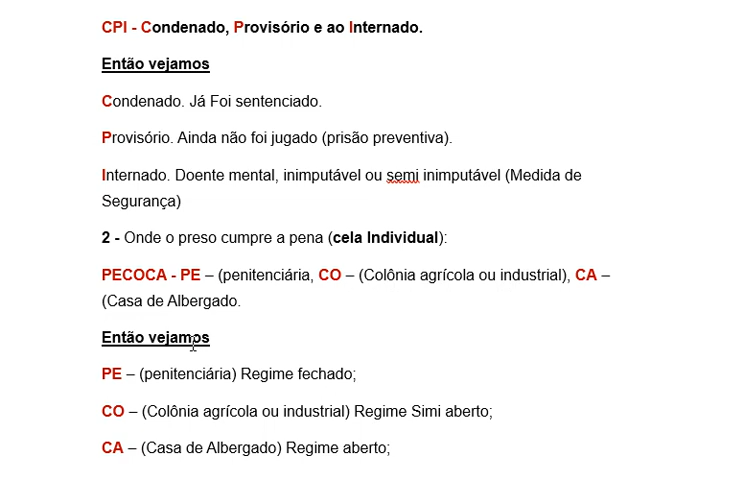 CPI - Condenado, Provisório e ao Internado.
Então vejamos
Condenado. Já Foi sentenciado.
Provisório. Ainda não foi jugado (prisão preventiva).
Internado. Doente mental, inimputável ou semi inimputável (Medida de
Segurança)
2 - Onde o preso cumpre a pena (cela Individual):
PECOCA - PE – (penitenciária, CO – (Colônia agrícola ou industrial), CA –
(Casa de Albergado.
Então vejamos
PE – (penitenciária) Regime fechado;
CO – (Colônia agrícola ou industrial) Regime Simi aberto;
CA – (Casa de Albergado) Regime aberto;